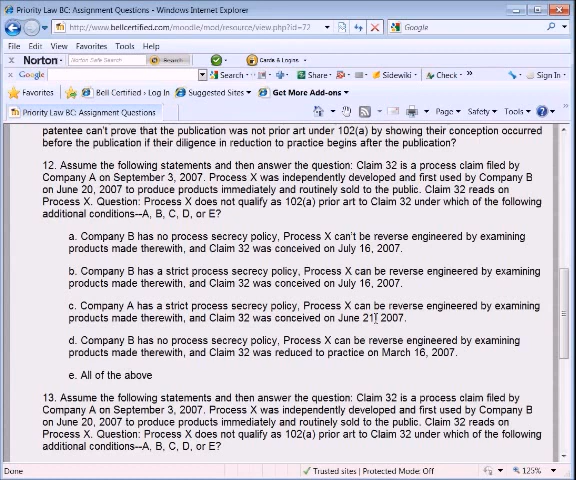 Priority Law BC: Assignment Questions - Windows Internet Explorer
http://www.bellcertified.com/moodle/mod/resource/view.php?id=72
Google
File Edit View Favorites Tools Help
Norton Norton Safe Search Search Cards & Logins
Google Search Share Sidewiki Check Sign In
Favorites Bell Certified > Log In Suggested Sites Get More Add-ons
Priority Law BC: Assignment Questions Page Safety Tools
patentee can't prove that the publication was not prior art under 102(a) by showing their conception occurred
before the publication if their diligence in reduction to practice begins after the publication?
12. Assume the following statements and then answer the question: Claim 32 is a process claim filed by
Company A on September 3, 2007. Process X was independently developed and first used by Company B
on June 20, 2007 to produce products immediately and routinely sold to the public. Claim 32 reads on
Process X. Question: Process X does not qualify as 102(a) prior art to Claim 32 under which of the following
additional conditions--A, B, C, D, or E?
a. Company B has no process secrecy policy, Process X can't be reverse engineered by examining
products made therewith, and Claim 32 was conceived on July 16, 2007.
b. Company B has a strict process secrecy policy, Process X can be reverse engineered by examining
products made therewith, and Claim 32 was conceived on July 16, 2007.
c. Company A has a strict process secrecy policy, Process X can be reverse engineered by examining
products made therewith, and Claim 32 was conceived on June 21, 2007.
d. Company B has no process secrecy policy, Process X can be reverse engineered by examining
products made therewith, and Claim 32 was reduced to practice on March 16, 2007.
e. All of the above
13. Assume the following statements and then answer the question: Claim 32 is a process claim filed by
Company A on September 3, 2007. Process X was independently developed and first used by Company B
on June 20, 2007 to produce products immediately and routinely sold to the public. Claim 32 reads on
Process X. Question: Process X does not qualify as 102(a) prior art to Claim 32 under which of the following
additional conditions--A, B, C, D, or E?
Done Trusted sites | Protected Mode: Off 125%